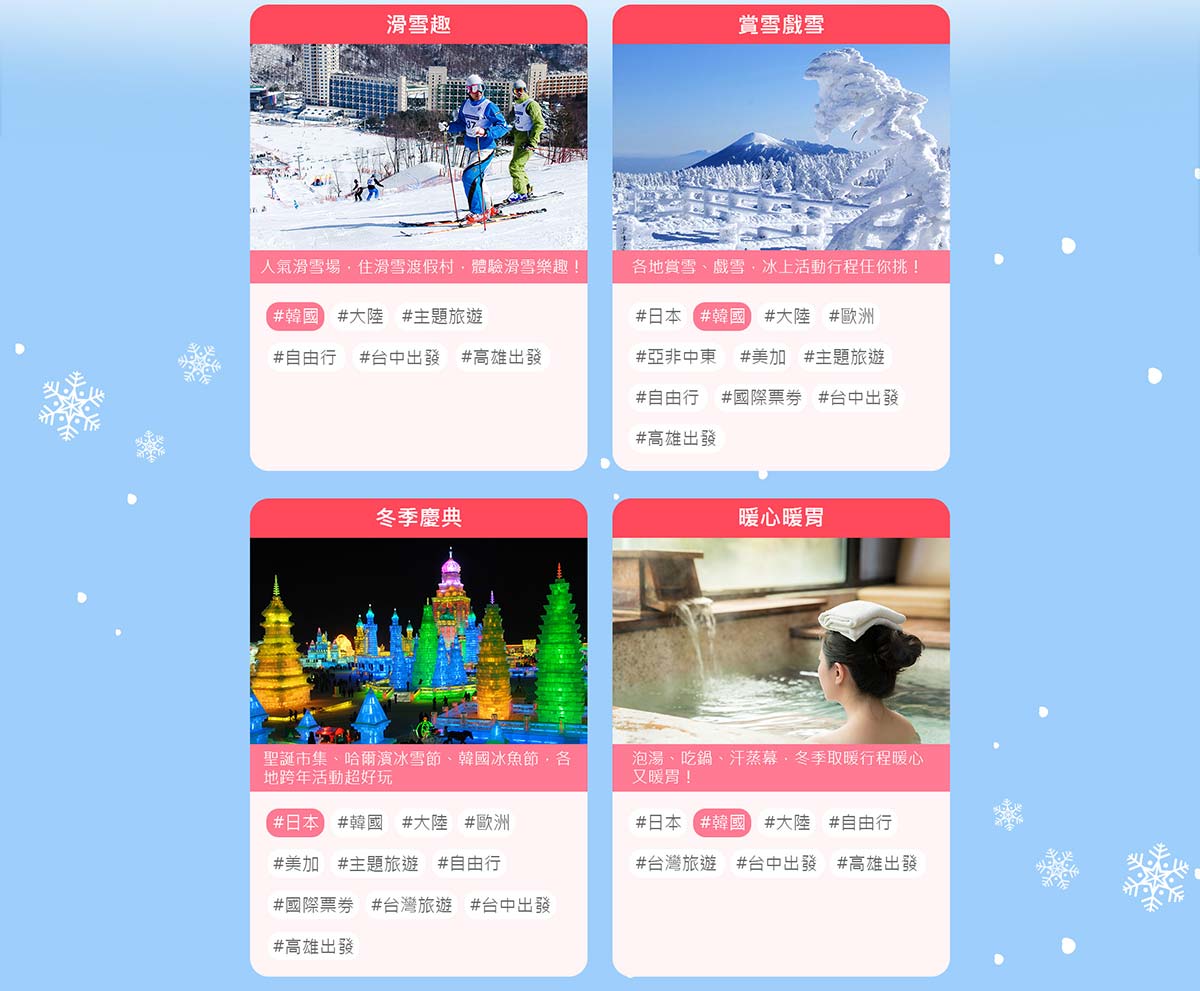 滑雪趣
人氣滑雪場．住滑雪渡假村．體驗滑雪樂趣！
#韓國 #大陸 #主題旅遊
#自由行 #台中出發 #高雄出發
賞雪戲雪
各地賞雪、戲雪．冰上活動行程任你挑！
#日本 #韓國 #大陸 #歐洲
#亞非中東 #美加 #主題旅遊
#自由行 #國際票券 #台中出發
#高雄出發
冬季慶典
聖誕市集、哈爾濱冰雪節、韓國冰魚節．各
地跨年活動超好玩
#日本 #韓國 #大陸 #歐洲
#美加 #主題旅遊 #自由行
#國際票券 #台灣旅遊 #台中出發
#高雄出發
暖心暖胃
泡湯、吃鍋、汗蒸幕．冬季取暖行程暖心
又暖胃！
#日本 #韓國 #大陸 #自由行
#台灣旅遊 #台中出發 #高雄出發